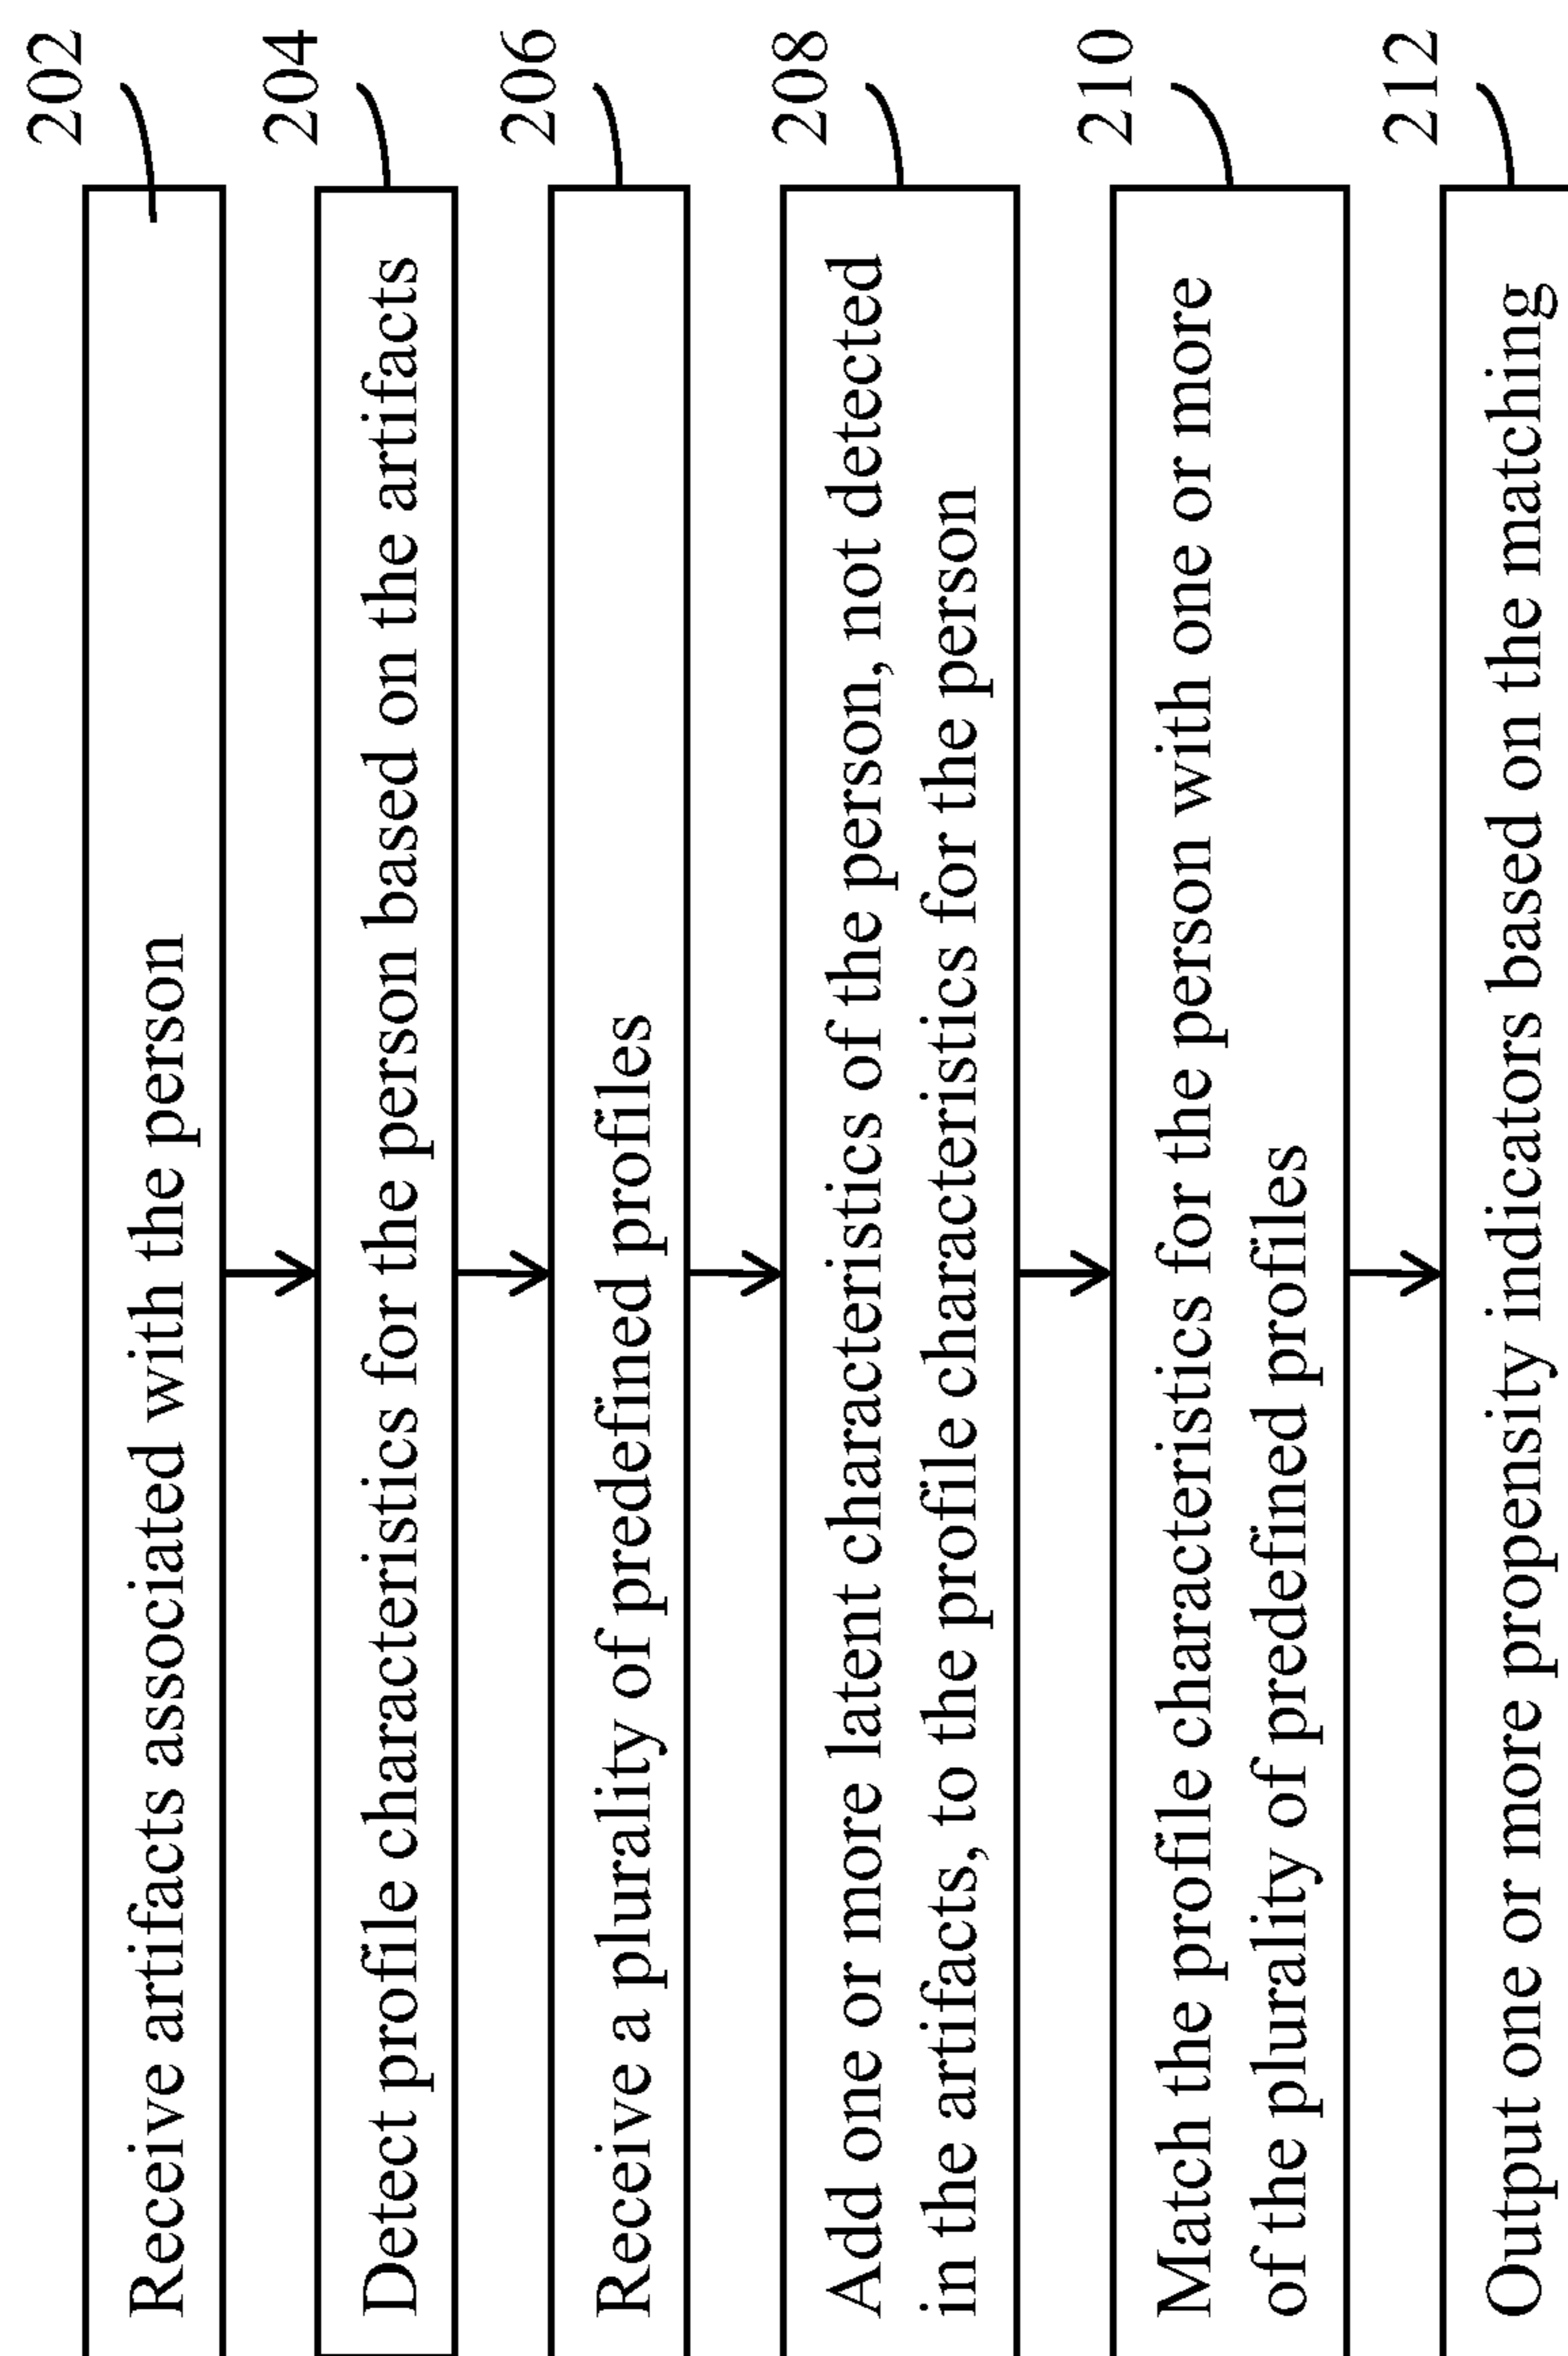 202
Receive artifacts associated with the person
204
Detect profile characteristics for the person based on the artifacts
206
Receive a plurality of predefined profiles
208
Add one or more latent characteristics of the person, not detected
in the artifacts, to the profile characteristics for the person
210
Match the profile characteristics for the person with one or more
of the plurality of predefined profiles
212
Output one or more propensity indicators based on the matching